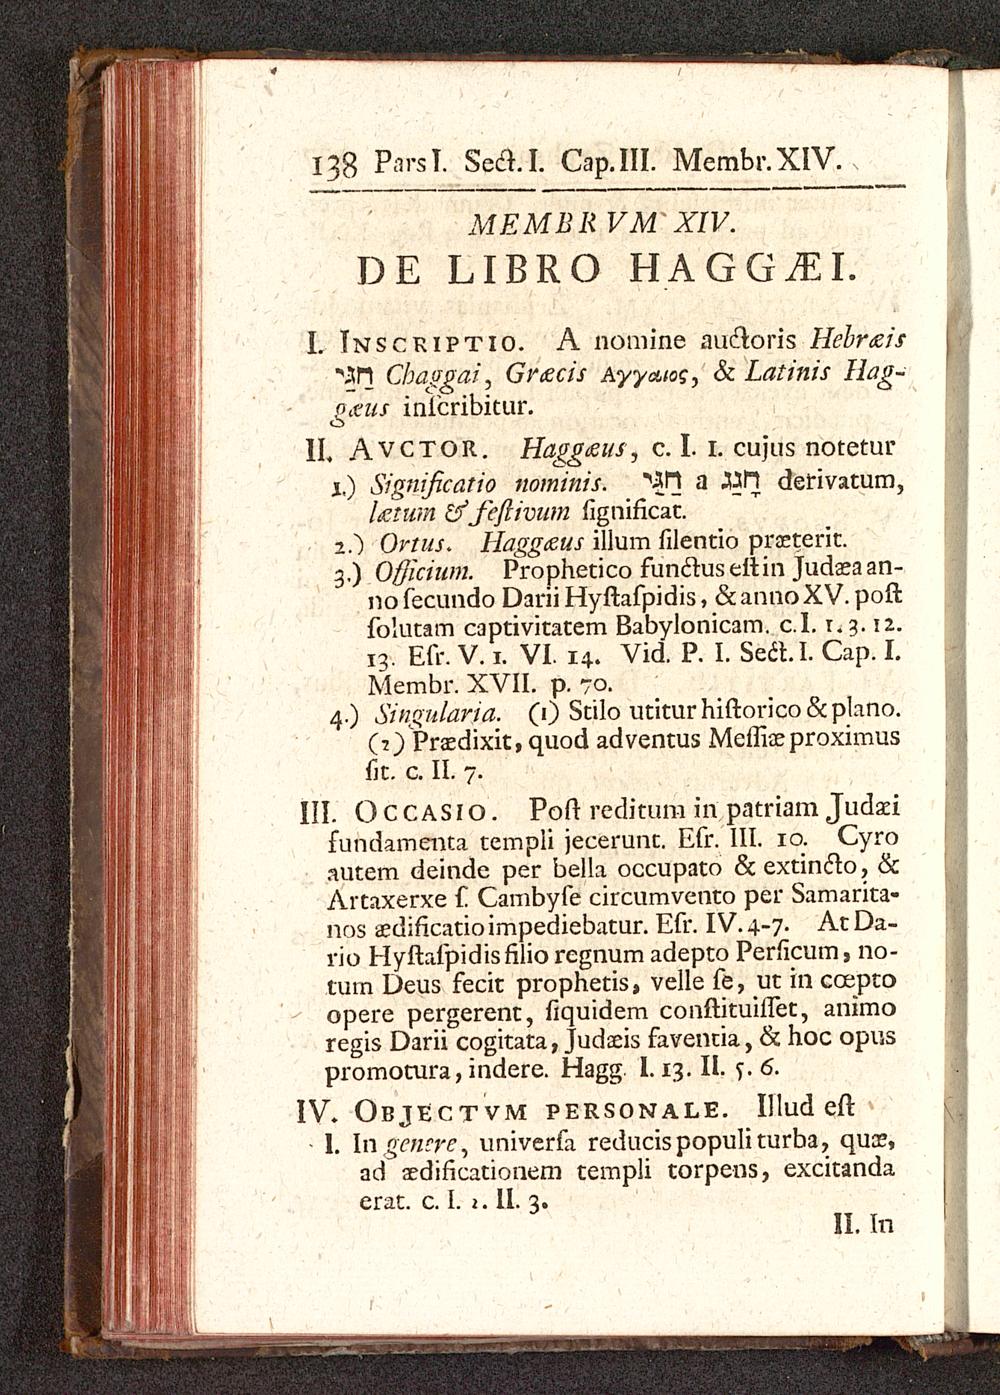 138 Pars I. Sect. I. Cap. III. Membr. XIV.
MEMBRVM XIV.
DE LIBRO HAGGÆI.
I. INSCRIPTIO. A nomine auctoris Hebræis
חַגַּי Chaggai, Græcis Αγγαιος, & Latinis Hag-
gæus inſcribitur.
II. AVCTOR. Haggæus, c. I. 1. cujus notetur
1.) Significatio nominis. חַגַּי a חָגַג derivatum,
lætum & feſtivum ſignificat.
2.) Ortus. Haggæus illum ſilentio præterit.
3.) Officium. Prophetico functus eſt in Judæa an-
no ſecundo Darii Hyſtaſpidis, & anno XV. poſt
ſolutam captivitatem Babylonicam. c. I. 1. 3. 12.
13. Eſr. V. 1. VI. 14. Vid. P. I. Sect. I. Cap. I.
Membr. XVII. p. 70.
4.) Singularia. (1) Stilo utitur hiſtorico & plano.
(2) Prædixit, quod adventus Meſſiæ proximus
ſit. c. II. 7.
III. OCCASIO. Poſt reditum in patriam Judæi
fundamenta templi jecerunt. Eſr. III. 10. Cyro
autem deinde per bella occupato & extincto, &
Artaxerxe ſ. Cambyſe circumvento per Samarita-
nos ædificatio impediebatur. Eſr. IV. 4-7. At Da-
rio Hyſtaſpidis filio regnum adepto Perſicum, no-
tum Deus fecit prophetis, velle ſe, ut in cœpto
opere pergerent, ſiquidem conſtituiſſet, animo
regis Darii cogitata, Judæis faventia, & hoc opus
promotura, indere. Hagg. I. 13. II. 5. 6.
IV. OBJECTVM PERSONALE. Illud eſt
I. In genere, univerſa reducis populi turba, quæ,
ad ædificationem templi torpens, excitanda
erat. c. I. 2. II. 3.
II. In